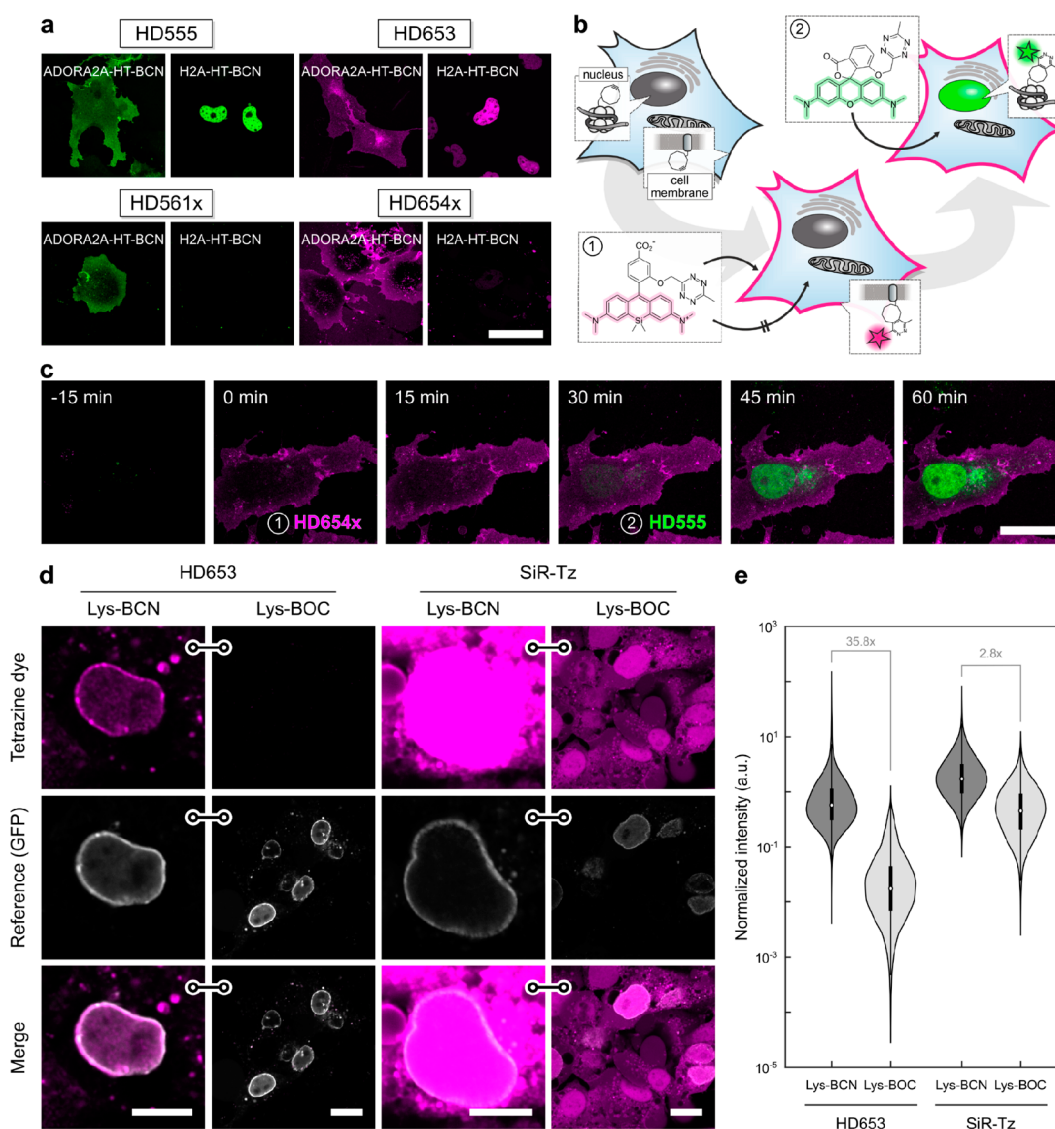 a
HD555
HD653
ADORA2A-HT-BCN
H2A-HT-BCN
ADORA2A-HT-BCN
H2A-HT-BCN
HD561x
HD654x
ADORA2A-HT-BCN
H2A-HT-BCN
ADORA2A-HT-BCN
H2A-HT-BCN
b
nucleus
cell
membrane
②
O
O
O
N
N
N
N
N
O
N
①
CO₂⁻
O
N
N
N
N
N
Si
N⁺
c
-15 min
0 min
15 min
30 min
45 min
60 min
① HD654x
② HD555
d
HD653
SiR-Tz
Lys-BCN
Lys-BOC
Lys-BCN
Lys-BOC
Tetrazine dye
Reference (GFP)
Merge
e
Normalized intensity (a.u.)
10³
10¹
10⁻¹
10⁻³
10⁻⁵
35.8x
2.8x
Lys-BCN
Lys-BOC
Lys-BCN
Lys-BOC
HD653
SiR-Tz